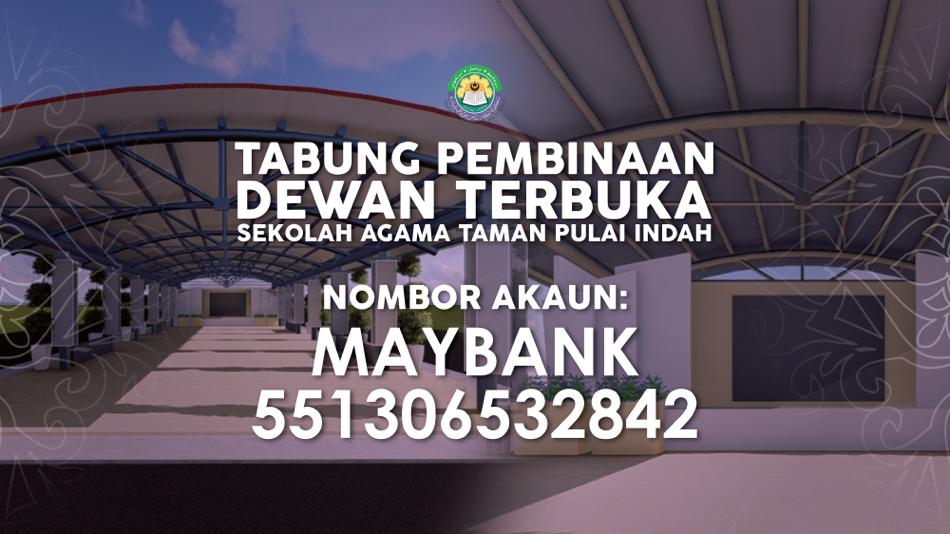 TABUNG PEMBINAAN
DEWAN TERBUKA
SEKOLAH AGAMA TAMAN PULAI INDAH
NOMBOR AKAUN:
MAYBANK
551306532842